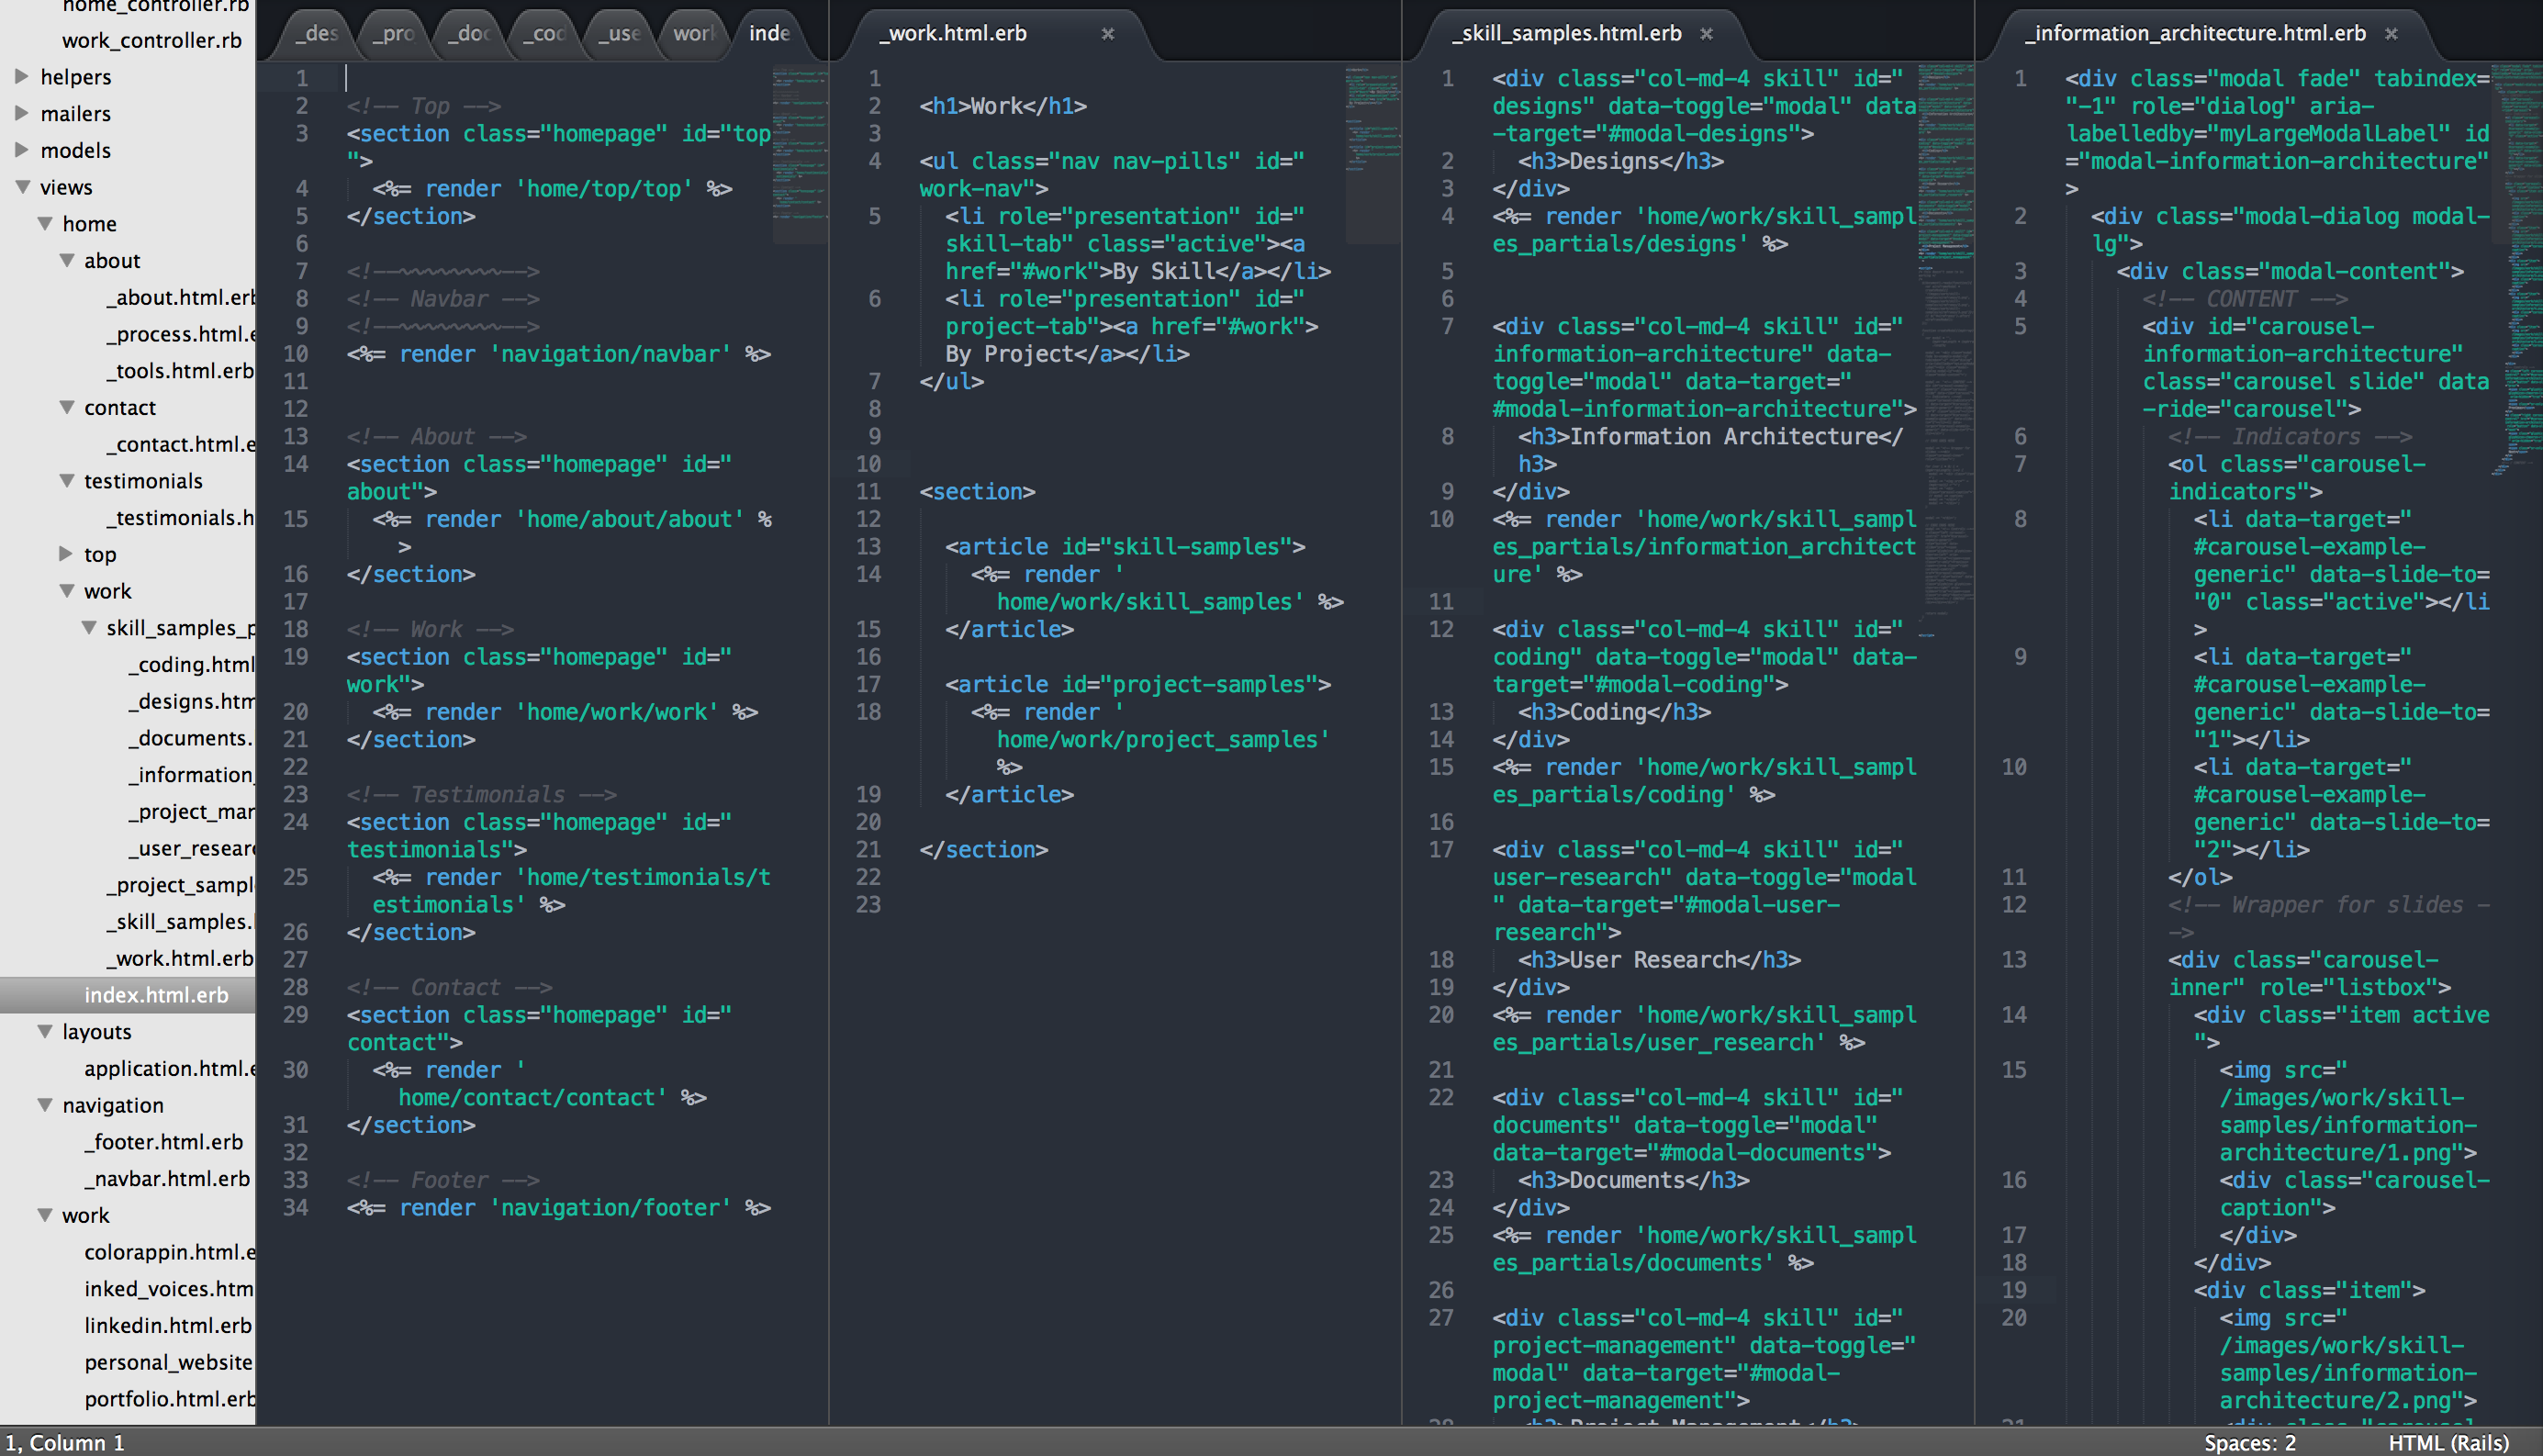 home_controller.rb
work_controller.rb
helpers
mailers
models
views
home
about
_about.html.erb
_process.html.e
_tools.html.erb
contact
_contact.html.e
testimonials
_testimonials.h
top
work
skill_samples_p
_coding.html
_designs.htm
_documents.
_information_
_project_mar
_user_resear
_project_sampl
_skill_samples.
_work.html.erb
index.html.erb
layouts
application.html.e
navigation
_footer.html.erb
_navbar.html.erb
work
colorappin.html.e
inked_voices.htm
linkedin.html.erb
personal_website
portfolio.html.erb
_des _pro _doc _cod _use work inde
1
2 <!-- Top -->
3 <section class="homepage" id="top
">
4 <%= render 'home/top/top' %>
5 </section>
6
7 <!--~~~~~~~~-->
8 <!-- Navbar -->
9 <!--~~~~~~~~-->
10 <%= render 'navigation/navbar' %>
11
12
13 <!-- About -->
14 <section class="homepage" id="
about">
15 <%= render 'home/about/about' %
>
16 </section>
17
18 <!-- Work -->
19 <section class="homepage" id="
work">
20 <%= render 'home/work/work' %>
21 </section>
22
23 <!-- Testimonials -->
24 <section class="homepage" id="
testimonials">
25 <%= render 'home/testimonials/t
estimonials' %>
26 </section>
27
28 <!-- Contact -->
29 <section class="homepage" id="
contact">
30 <%= render '
home/contact/contact' %>
31 </section>
32
33 <!-- Footer -->
34 <%= render 'navigation/footer' %>
_work.html.erb ×
1
2 <h1>Work</h1>
3
4 <ul class="nav nav-pills" id="
work-nav">
5 <li role="presentation" id="
skill-tab" class="active"><a
href="#work">By Skill</a></li>
6 <li role="presentation" id="
project-tab"><a href="#work">
By Project</a></li>
7 </ul>
8
9
10
11 <section>
12
13 <article id="skill-samples">
14 <%= render '
home/work/skill_samples' %>
15 </article>
16
17 <article id="project-samples">
18 <%= render '
home/work/project_samples'
%>
19 </article>
20
21 </section>
22
23
_skill_samples.html.erb ×
1 <div class="col-md-4 skill" id="
designs" data-toggle="modal" data
-target="#modal-designs">
2 <h3>Designs</h3>
3 </div>
4 <%= render 'home/work/skill_sampl
es_partials/designs' %>
5
6
7 <div class="col-md-4 skill" id="
information-architecture" data-
toggle="modal" data-target="
#modal-information-architecture">
8 <h3>Information Architecture</
h3>
9 </div>
10 <%= render 'home/work/skill_sampl
es_partials/information_architect
ure' %>
11
12 <div class="col-md-4 skill" id="
coding" data-toggle="modal" data-
target="#modal-coding">
13 <h3>Coding</h3>
14 </div>
15 <%= render 'home/work/skill_sampl
es_partials/coding' %>
16
17 <div class="col-md-4 skill" id="
user-research" data-toggle="modal
" data-target="#modal-user-
research">
18 <h3>User Research</h3>
19 </div>
20 <%= render 'home/work/skill_sampl
es_partials/user_research' %>
21
22 <div class="col-md-4 skill" id="
documents" data-toggle="modal"
data-target="#modal-documents">
23 <h3>Documents</h3>
24 </div>
25 <%= render 'home/work/skill_sampl
es_partials/documents' %>
26
27 <div class="col-md-4 skill" id="
project-management" data-toggle="
modal" data-target="#modal-
project-management">
28 <h3>Project Management</h3>
_information_architecture.html.erb ×
1 <div class="modal fade" tabindex=
"-1" role="dialog" aria-
labelledby="myLargeModalLabel" id
="modal-information-architecture"
>
2 <div class="modal-dialog modal-
lg">
3 <div class="modal-content">
4 <!-- CONTENT -->
5 <div id="carousel-
information-architecture"
class="carousel slide" data
-ride="carousel">
6 <!-- Indicators -->
7 <ol class="carousel-
indicators">
8 <li data-target="
#carousel-example-
generic" data-slide-to=
"0" class="active"></li
>
9 <li data-target="
#carousel-example-
generic" data-slide-to=
"1"></li>
10 <li data-target="
#carousel-example-
generic" data-slide-to=
"2"></li>
11 </ol>
12 <!-- Wrapper for slides -
->
13 <div class="carousel-
inner" role="listbox">
14 <div class="item active
">
15 <img src="
/images/work/skill-
samples/information-
architecture/1.png">
16 <div class="carousel-
caption">
17 </div>
18 </div>
19 <div class="item">
20 <img src="
/images/work/skill-
samples/information-
architecture/2.png">
21 <div class="carousel-
1, Column 1
Spaces: 2
HTML (Rails)